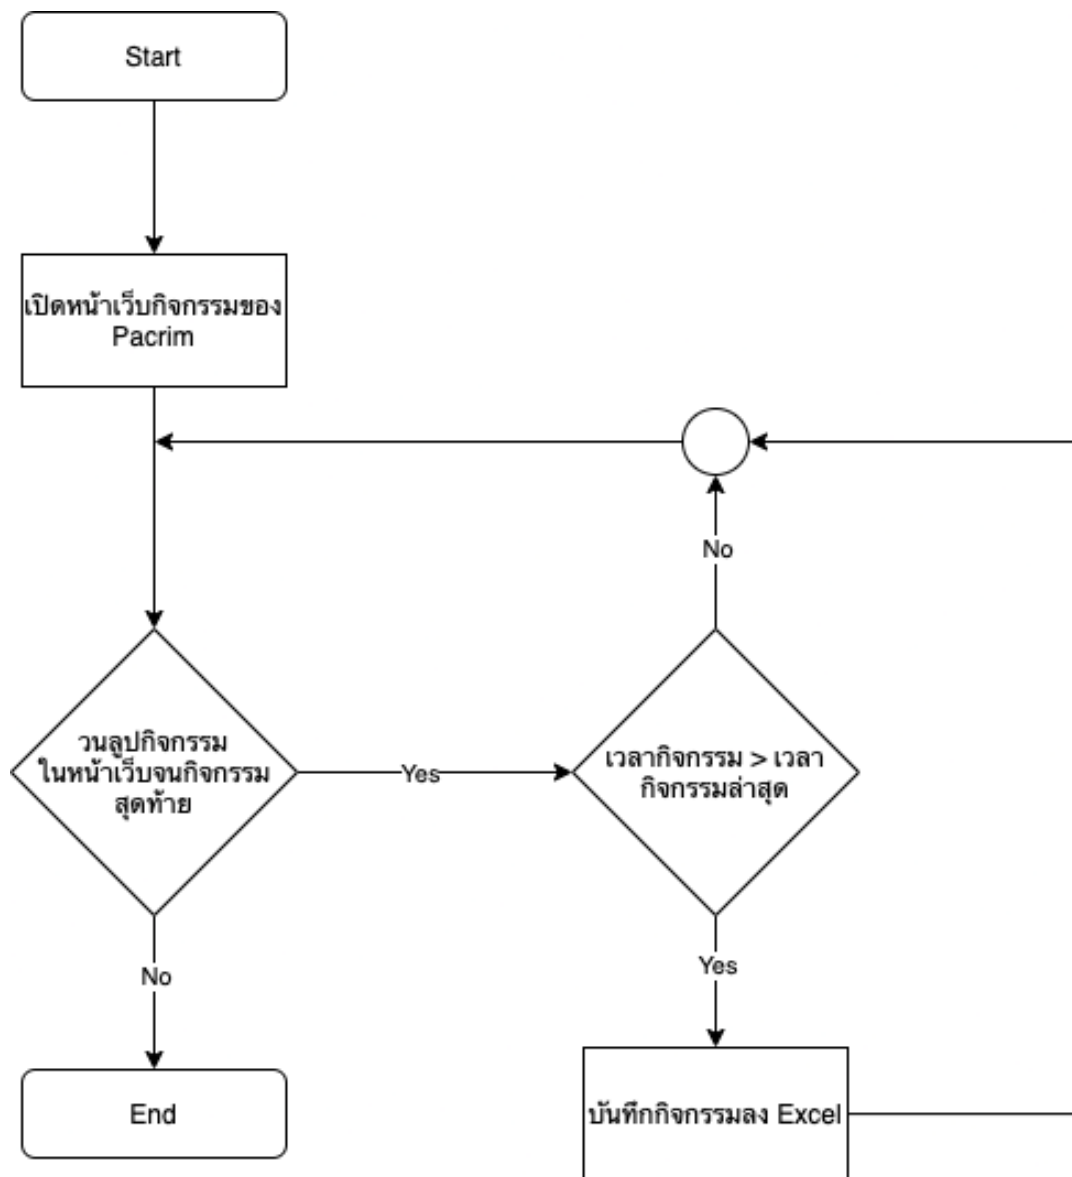 Start
เปิดหน้าเว็บกิจกรรมของ
Pacrim
No
วนลูปกิจกรรม
ในหน้าเว็บจนกิจกรรม
สุดท้าย
Yes
เวลากิจกรรม > เวลา
กิจกรรมล่าสุด
No
Yes
End
บันทึกกิจกรรมลง Excel